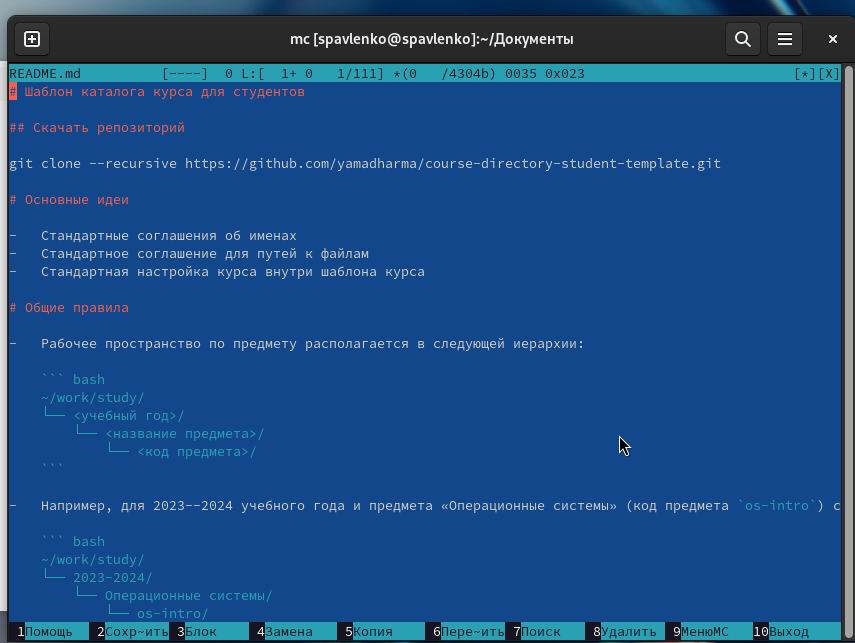 mc [spavlenko@spavlenko]:~/Документы
README.md [----] 0 L:[ 1+ 0 1/111] *(0 /4304b) 0035 0x023 [*][X]
# Шаблон каталога курса для студентов
## Скачать репозиторий
git clone --recursive https://github.com/yamadharma/course-directory-student-template.git
# Основные идеи
- Стандартные соглашения об именах
- Стандартное соглашение для путей к файлам
- Стандартная настройка курса внутри шаблона курса
# Общие правила
- Рабочее пространство по предмету располагается в следующей иерархии:
``` bash
~/work/study/
└── <учебный год>/
└── <название предмета>/
└── <код предмета>/
```
- Например, для 2023--2024 учебного года и предмета «Операционные системы» (код предмета `os-intro`) с
``` bash
~/work/study/
└── 2023-2024/
└── Операционные системы/
└── os-intro/
1Помощь 2Сохр~ить 3Блок 4Замена 5Копия 6Пере~ить 7Поиск 8Удалить 9МенюМС 10Выход